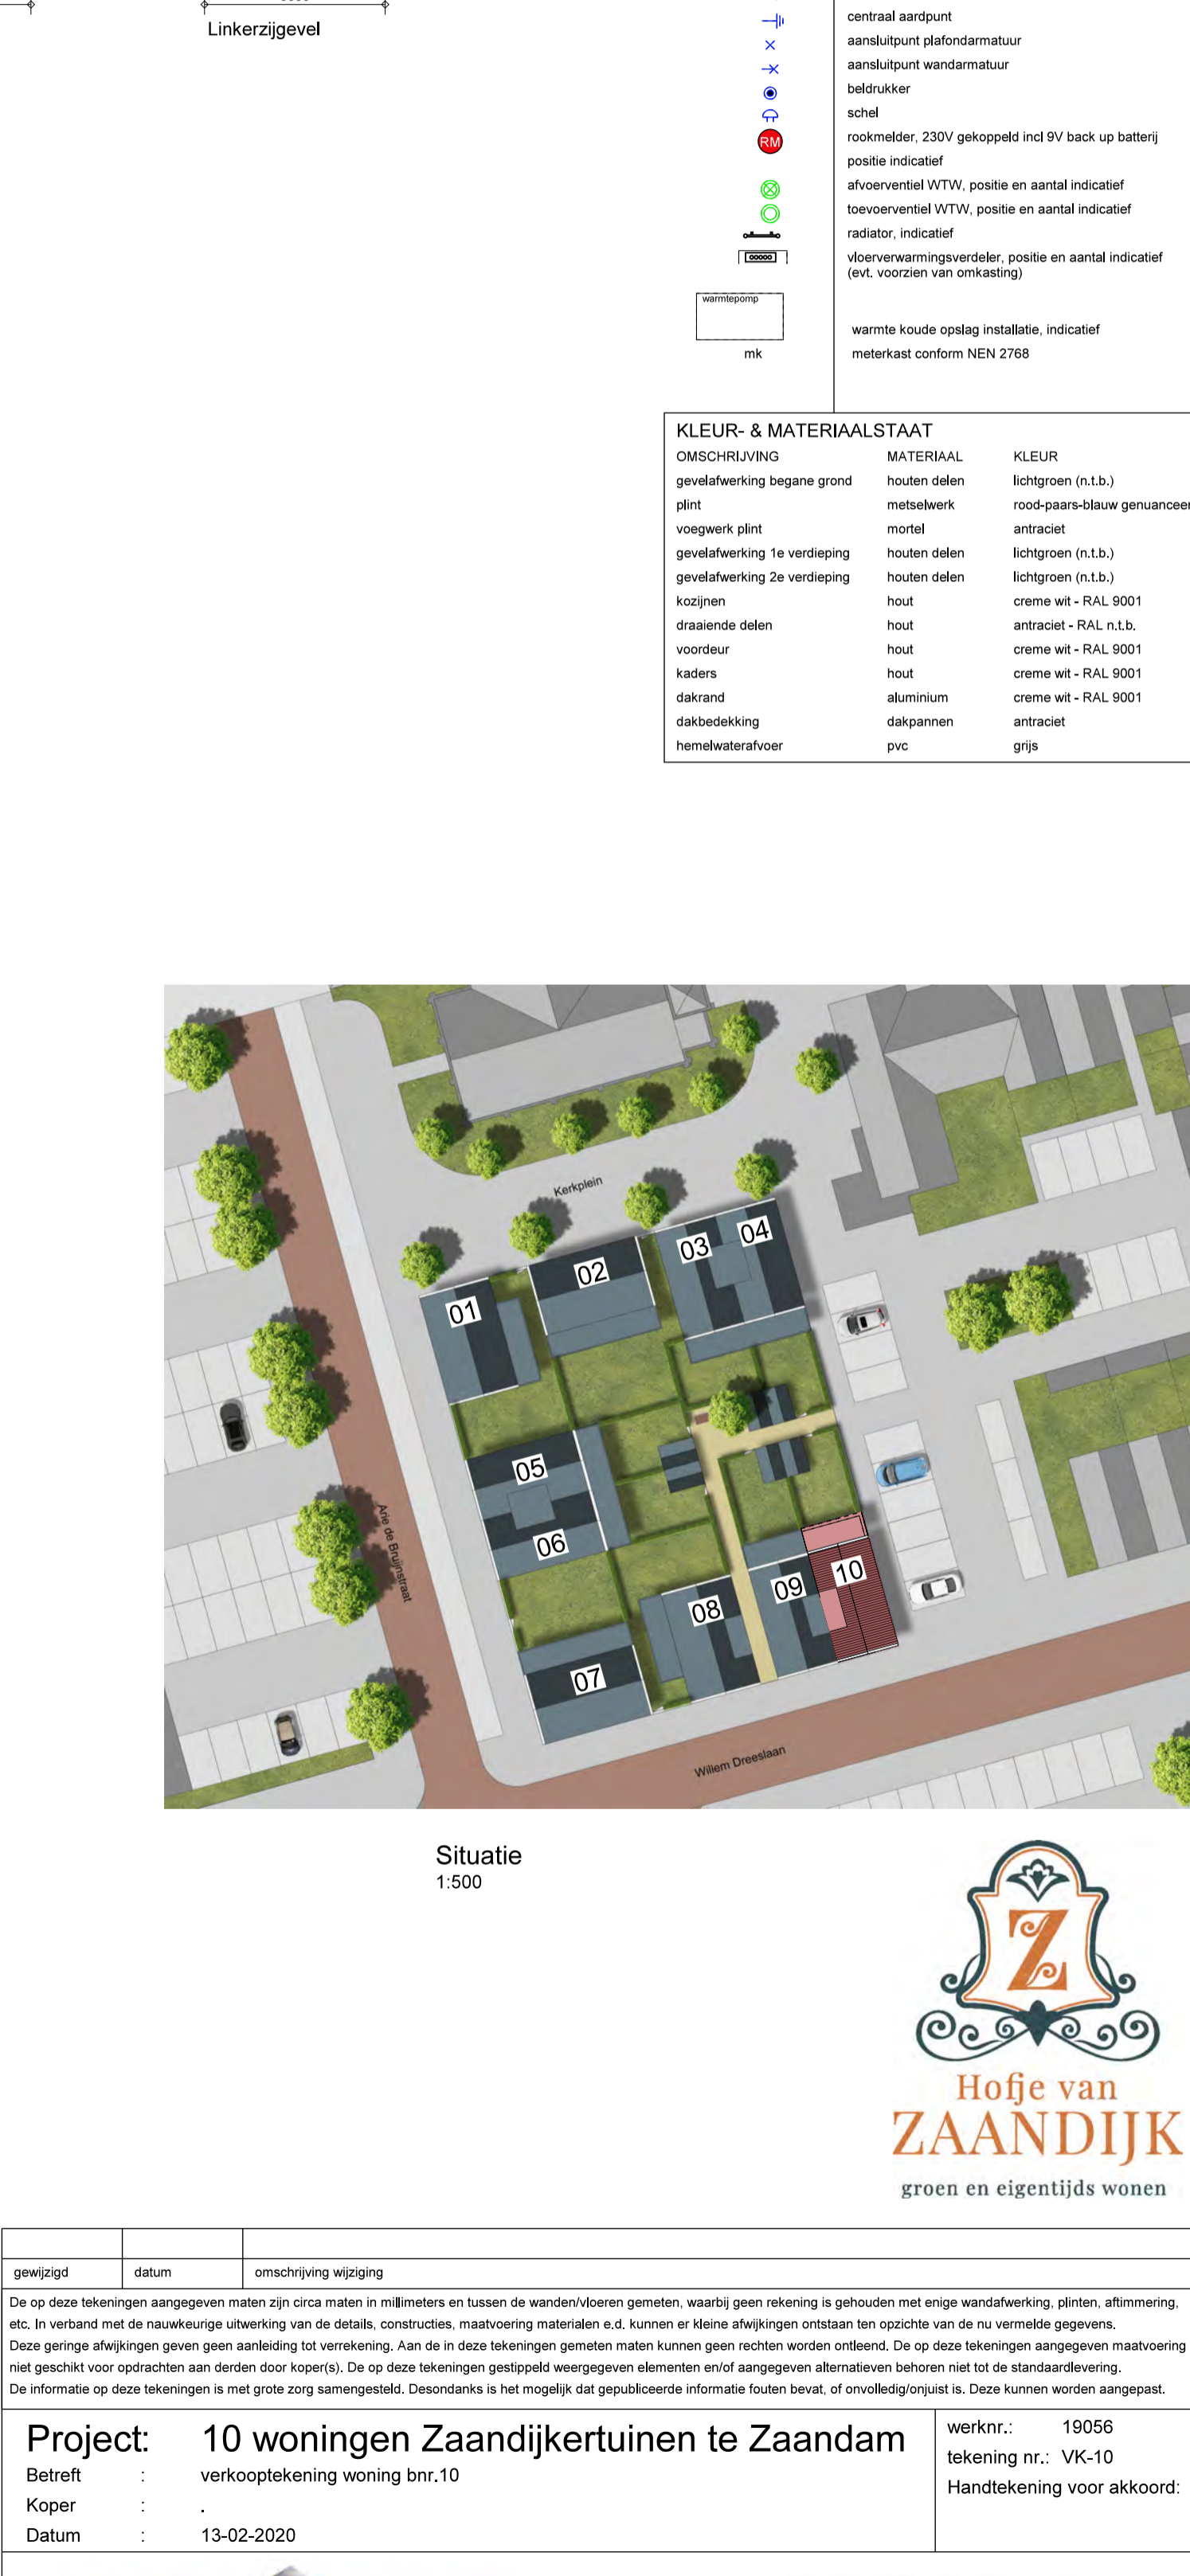 Linkerzijgevel
centraal aardpunt
aansluitpunt plafondarmatuur
aansluitpunt wandarmatuur
beldrukker
schel
RM rookmelder, 230V gekoppeld incl 9V back up batterij
positie indicatief
afvoerventiel WTW, positie en aantal indicatief
toevoerventiel WTW, positie en aantal indicatief
radiator, indicatief
vloerverwarmingsverdeler, positie en aantal indicatief
(evt. voorzien van omkasting)
warmtepomp
warmte koude opslag installatie, indicatief
mk meterkast conform NEN 2768
KLEUR- & MATERIAALSTAAT
OMSCHRIJVING MATERIAAL KLEUR
gevelafwerking begane grond houten delen lichtgroen (n.t.b.)
plint metselwerk rood-paars-blauw genuanceer
voegwerk plint mortel antraciet
gevelafwerking 1e verdieping houten delen lichtgroen (n.t.b.)
gevelafwerking 2e verdieping houten delen lichtgroen (n.t.b.)
kozijnen hout creme wit - RAL 9001
draaiende delen hout antraciet - RAL n.t.b.
voordeur hout creme wit - RAL 9001
kaders hout creme wit - RAL 9001
dakrand aluminium creme wit - RAL 9001
dakbedekking dakpannen antraciet
hemelwaterafvoer pvc grijs
Kerkplein
01
02
03
04
05
06
Arie de Bruijnstraat
07
08
09
10
Willem Dreeslaan
Situatie
1:500
Z
Hofje van
ZAANDIJK
groen en eigentijds wonen
gewijzigd datum omschrijving wijziging
De op deze tekeningen aangegeven maten zijn circa maten in millimeters en tussen de wanden/vloeren gemeten, waarbij geen rekening is gehouden met enige wandafwerking, plinten, aftimmering,
etc. In verband met de nauwkeurige uitwerking van de details, constructies, maatvoering materialen e.d. kunnen er kleine afwijkingen ontstaan ten opzichte van de nu vermelde gegevens.
Deze geringe afwijkingen geven geen aanleiding tot verrekening. Aan de in deze tekeningen gemeten maten kunnen geen rechten worden ontleend. De op deze tekeningen aangegeven maatvoering
niet geschikt voor opdrachten aan derden door koper(s). De op deze tekeningen gestippeld weergegeven elementen en/of aangegeven alternatieven behoren niet tot de standaardlevering.
De informatie op deze tekeningen is met grote zorg samengesteld. Desondanks is het mogelijk dat gepubliceerde informatie fouten bevat, of onvolledig/onjuist is. Deze kunnen worden aangepast.
Project: 10 woningen Zaandijkertuinen te Zaandam
Betreft : verkooptekening woning bnr.10
Koper : .
Datum : 13-02-2020
werknr.: 19056
tekening nr.: VK-10
Handtekening voor akkoord: